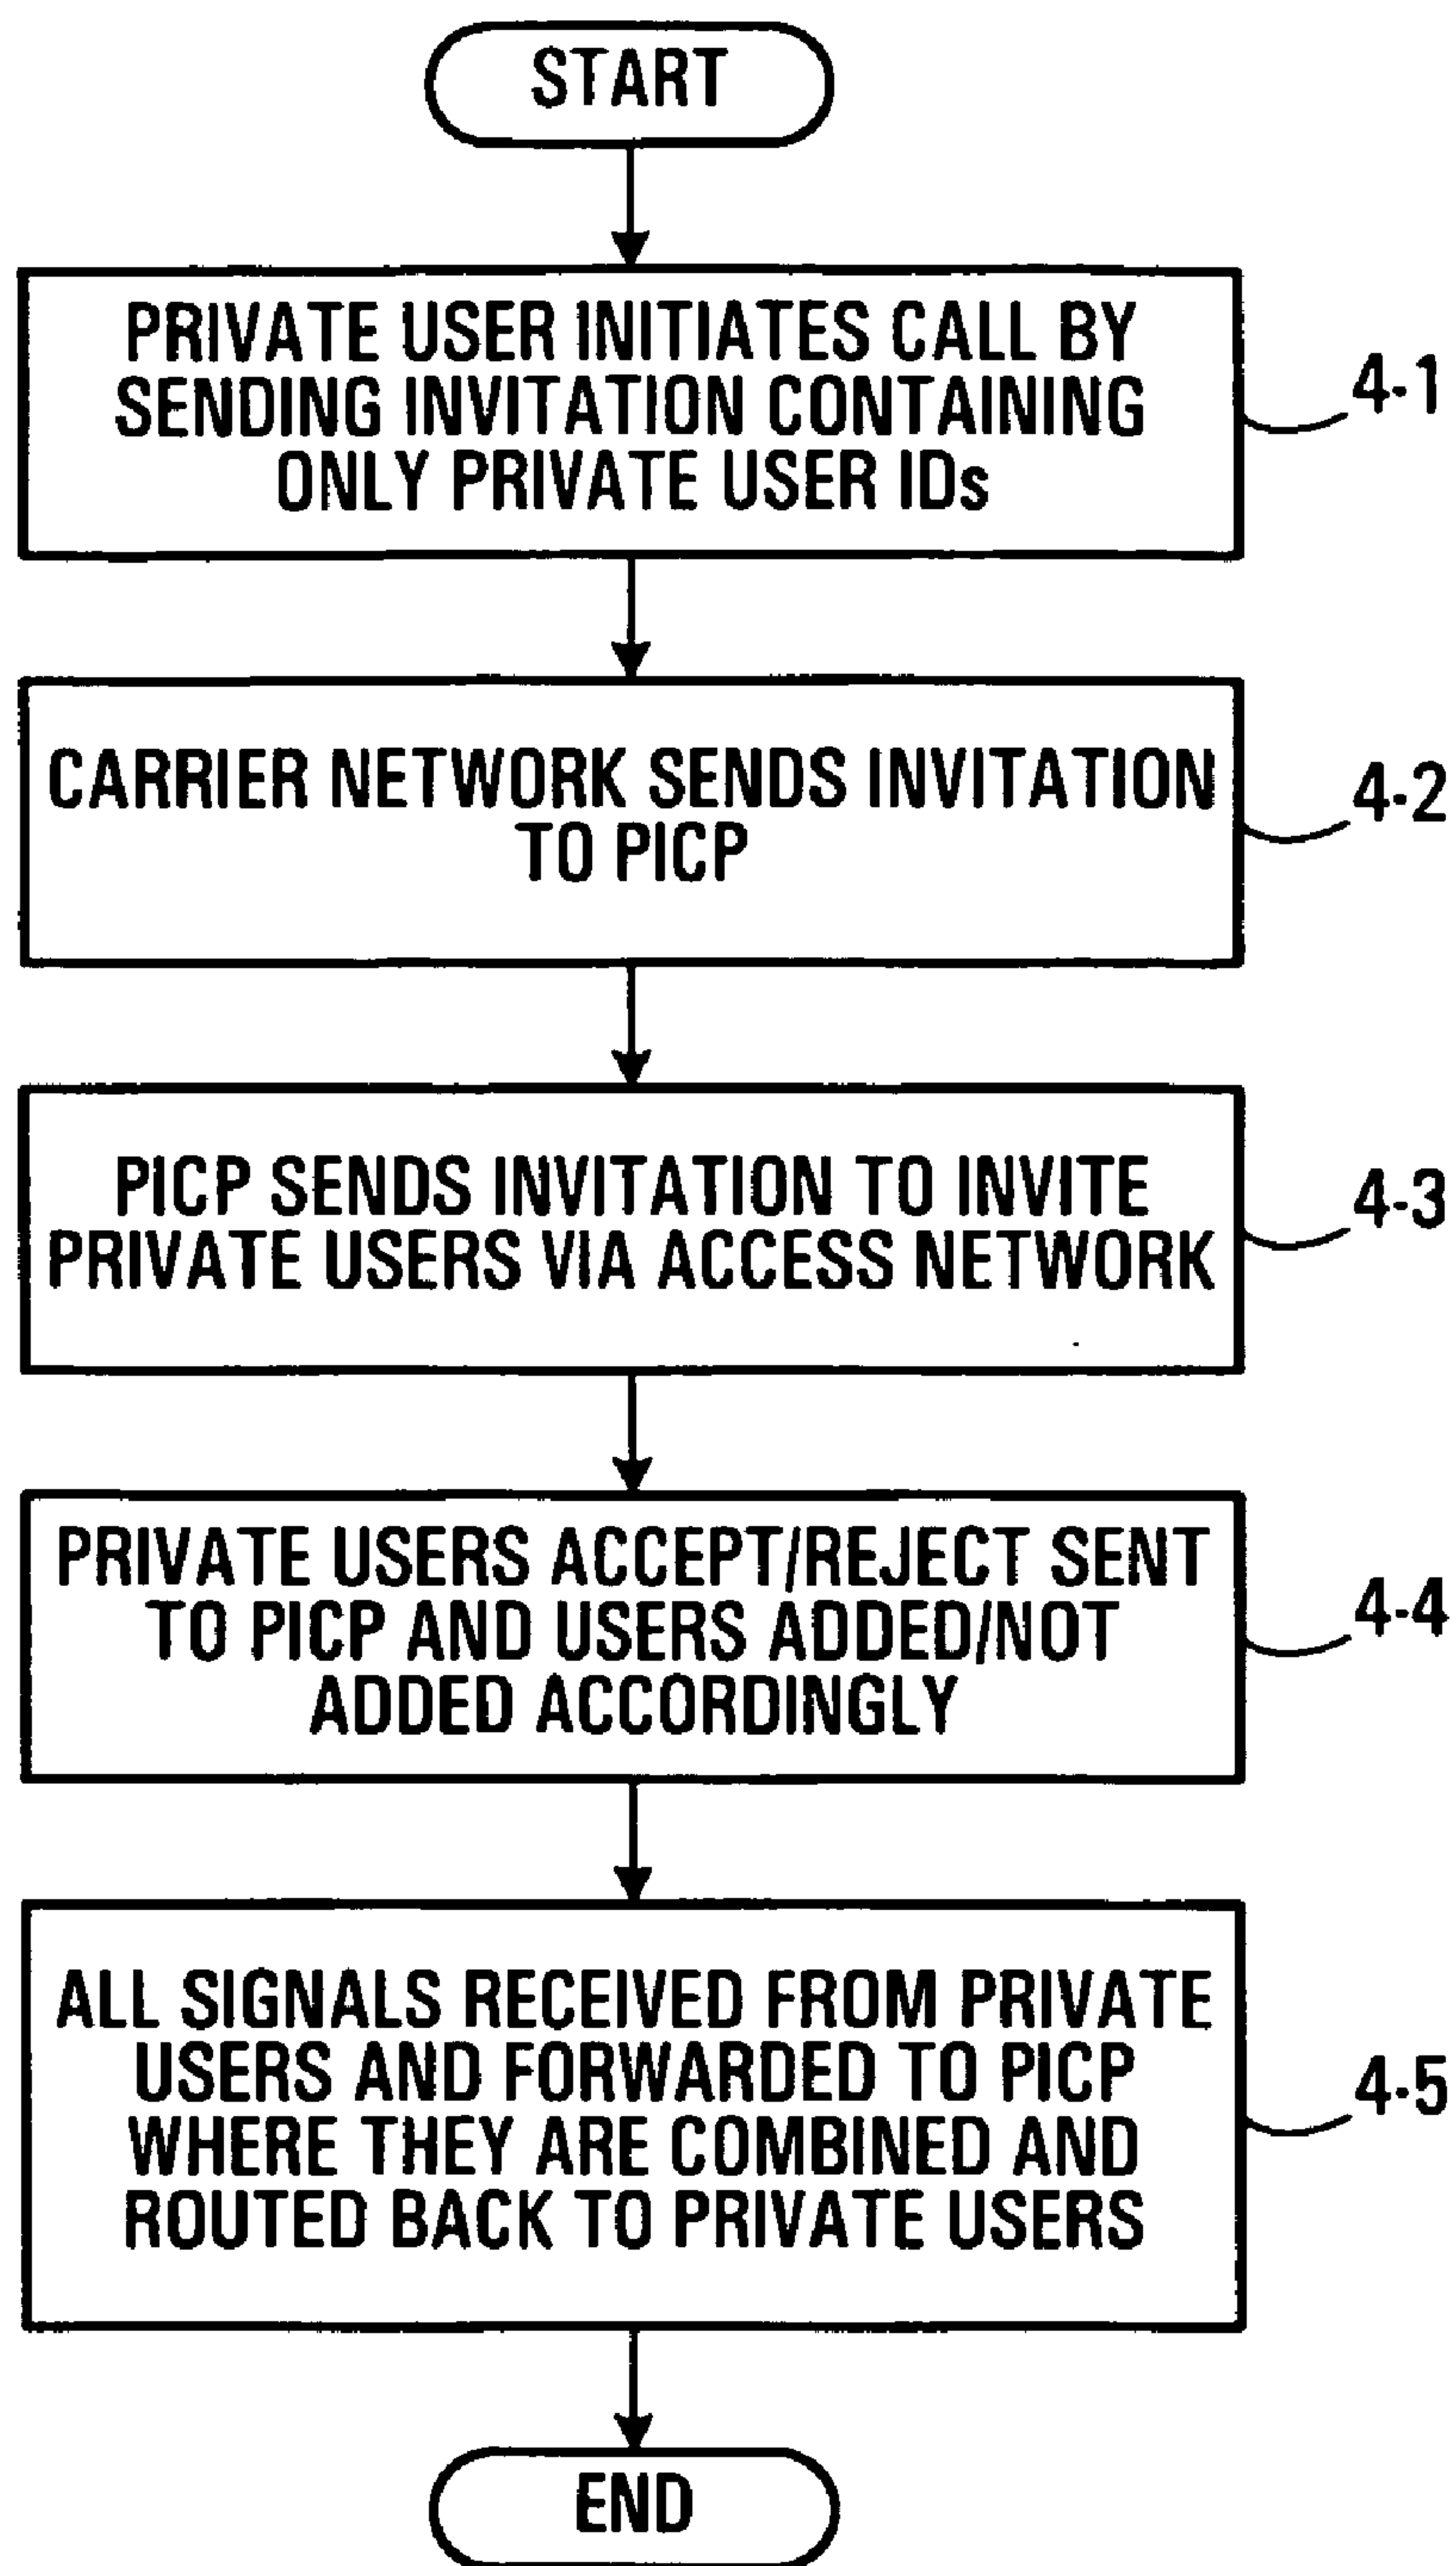 START
PRIVATE USER INITIATES CALL BY
SENDING INVITATION CONTAINING
ONLY PRIVATE USER IDs
4-1
CARRIER NETWORK SENDS INVITATION
TO PICP
4-2
PICP SENDS INVITATION TO INVITE
PRIVATE USERS VIA ACCESS NETWORK
4-3
PRIVATE USERS ACCEPT/REJECT SENT
TO PICP AND USERS ADDED/NOT
ADDED ACCORDINGLY
4-4
ALL SIGNALS RECEIVED FROM PRIVATE
USERS AND FORWARDED TO PICP
WHERE THEY ARE COMBINED AND
ROUTED BACK TO PRIVATE USERS
4-5
END